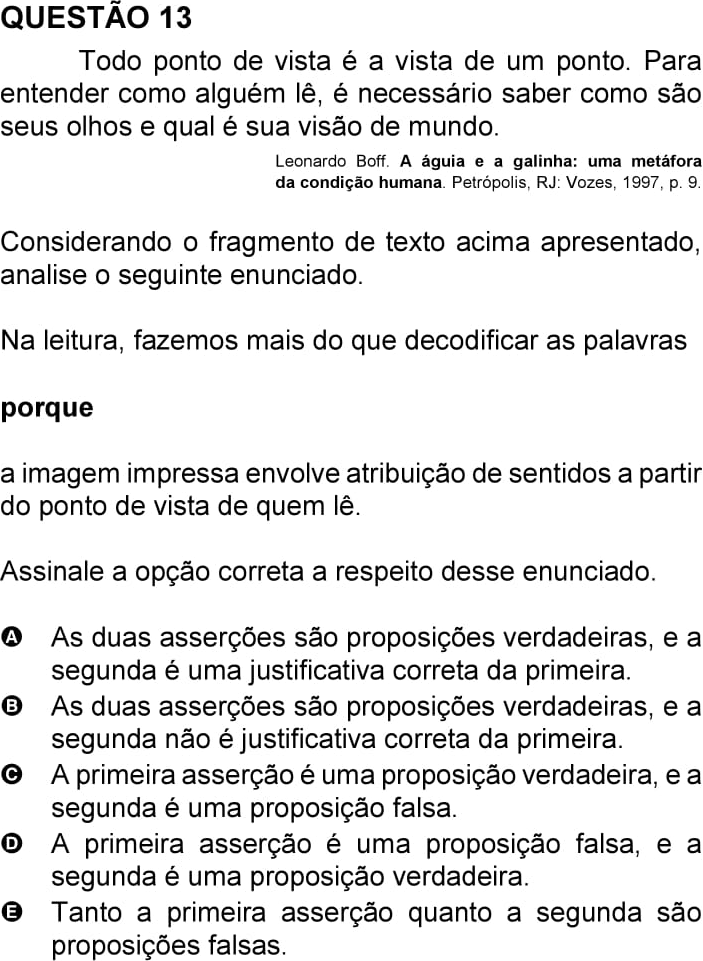 QUESTÃO 13
Todo ponto de vista é a vista de um ponto. Para
entender como alguém lê, é necessário saber como são
seus olhos e qual é sua visão de mundo.
Leonardo Boff. A águia e a galinha: uma metáfora
da condição humana. Petrópolis, RJ: Vozes, 1997, p. 9.
Considerando o fragmento de texto acima apresentado,
analise o seguinte enunciado.
Na leitura, fazemos mais do que decodificar as palavras
porque
a imagem impressa envolve atribuição de sentidos a partir
do ponto de vista de quem lê.
Assinale a opção correta a respeito desse enunciado.
A As duas asserções são proposições verdadeiras, e a
segunda é uma justificativa correta da primeira.
B As duas asserções são proposições verdadeiras, e a
segunda não é justificativa correta da primeira.
C A primeira asserção é uma proposição verdadeira, e a
segunda é uma proposição falsa.
D A primeira asserção é uma proposição falsa, e a
segunda é uma proposição verdadeira.
E Tanto a primeira asserção quanto a segunda são
proposições falsas.